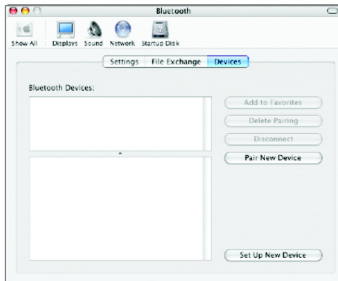 Bluetooth
Show All Displays Sound Network Startup Disk
Settings File Exchange Devices
Bluetooth Devices:
Add to Favorites
Delete Pairing
Disconnect
Pair New Device
Set Up New Device